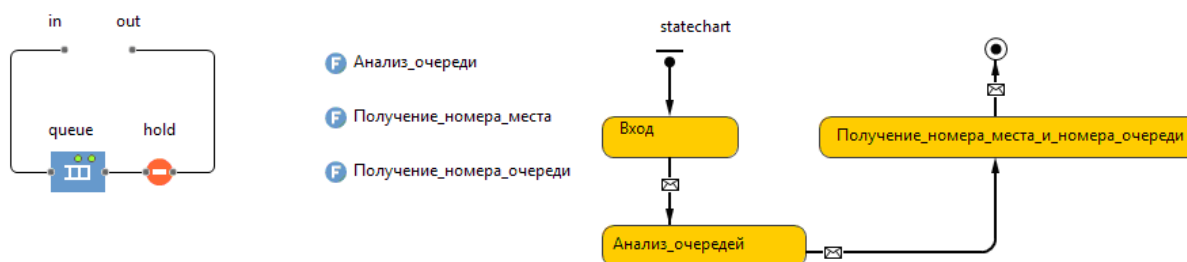 in out
queue hold
Анализ_очереди
Получение_номера_места
Получение_номера_очереди
statechart
Вход
Получение_номера_места_и_номера_очереди
Анализ_очередей